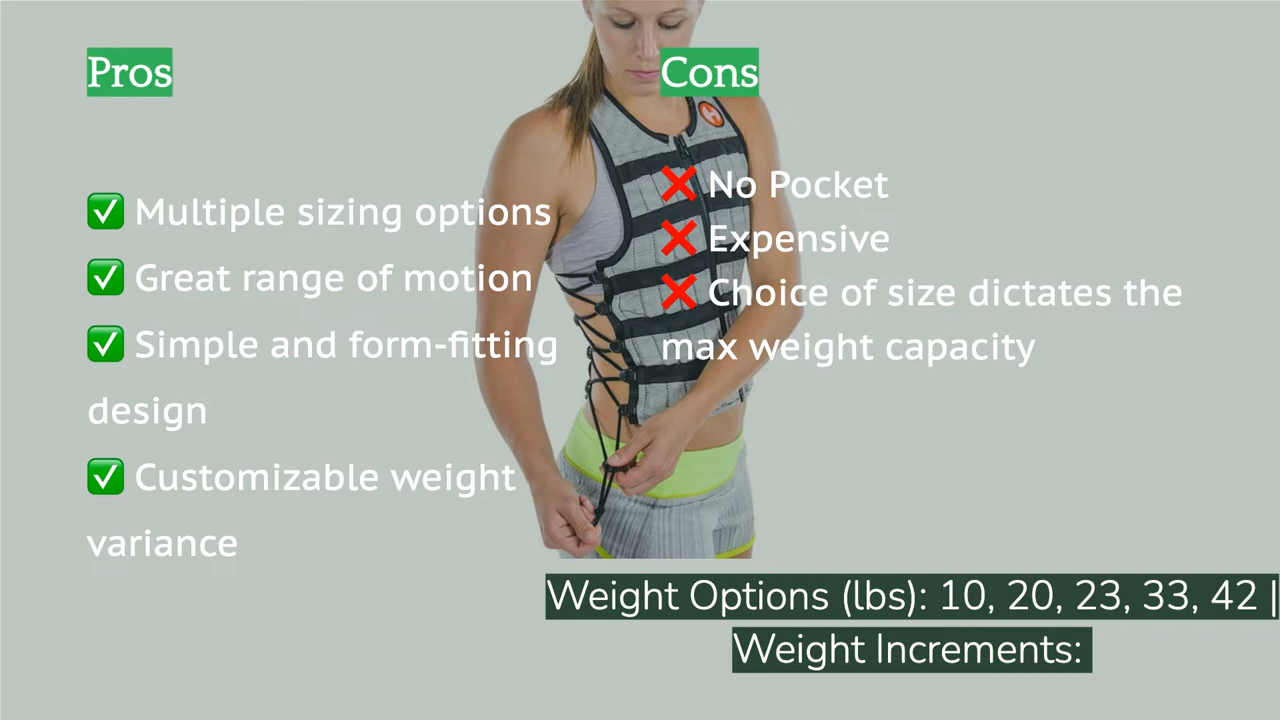 Pros
✅ Multiple sizing options
✅ Great range of motion
✅ Simple and form-fitting
design
✅ Customizable weight
variance
Cons
❌ No Pocket
❌ Expensive
❌ Choice of size dictates the
max weight capacity
Weight Options (lbs): 10, 20, 23, 33, 42 |
Weight Increments: